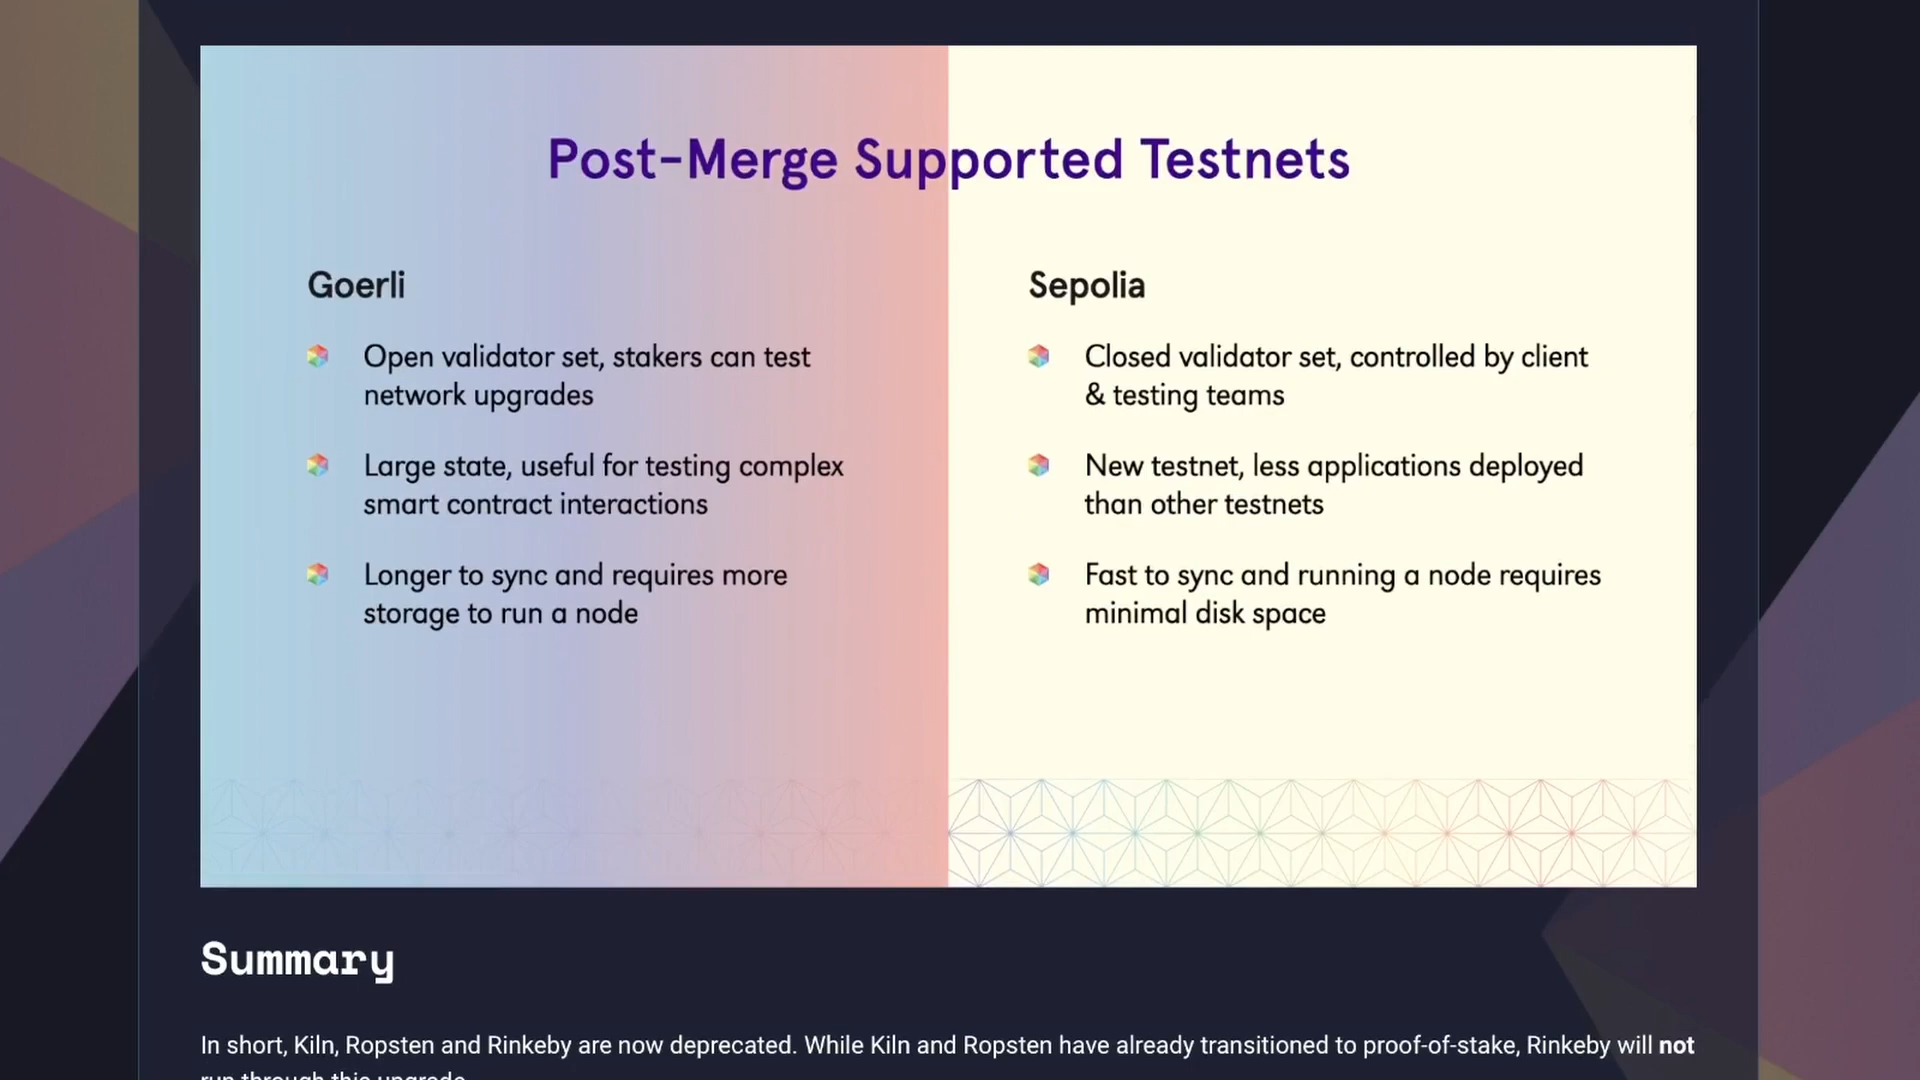 Post-Merge Supported Testnets
Goerli
Open validator set, stakers can test
network upgrades
Large state, useful for testing complex
smart contract interactions
Longer to sync and requires more
storage to run a node
Sepolia
Closed validator set, controlled by client
& testing teams
New testnet, less applications deployed
than other testnets
Fast to sync and running a node requires
minimal disk space
Summary
In short, Kiln, Ropsten and Rinkeby are now deprecated. While Kiln and Ropsten have already transitioned to proof-of-stake, Rinkeby will not
run through this upgrade